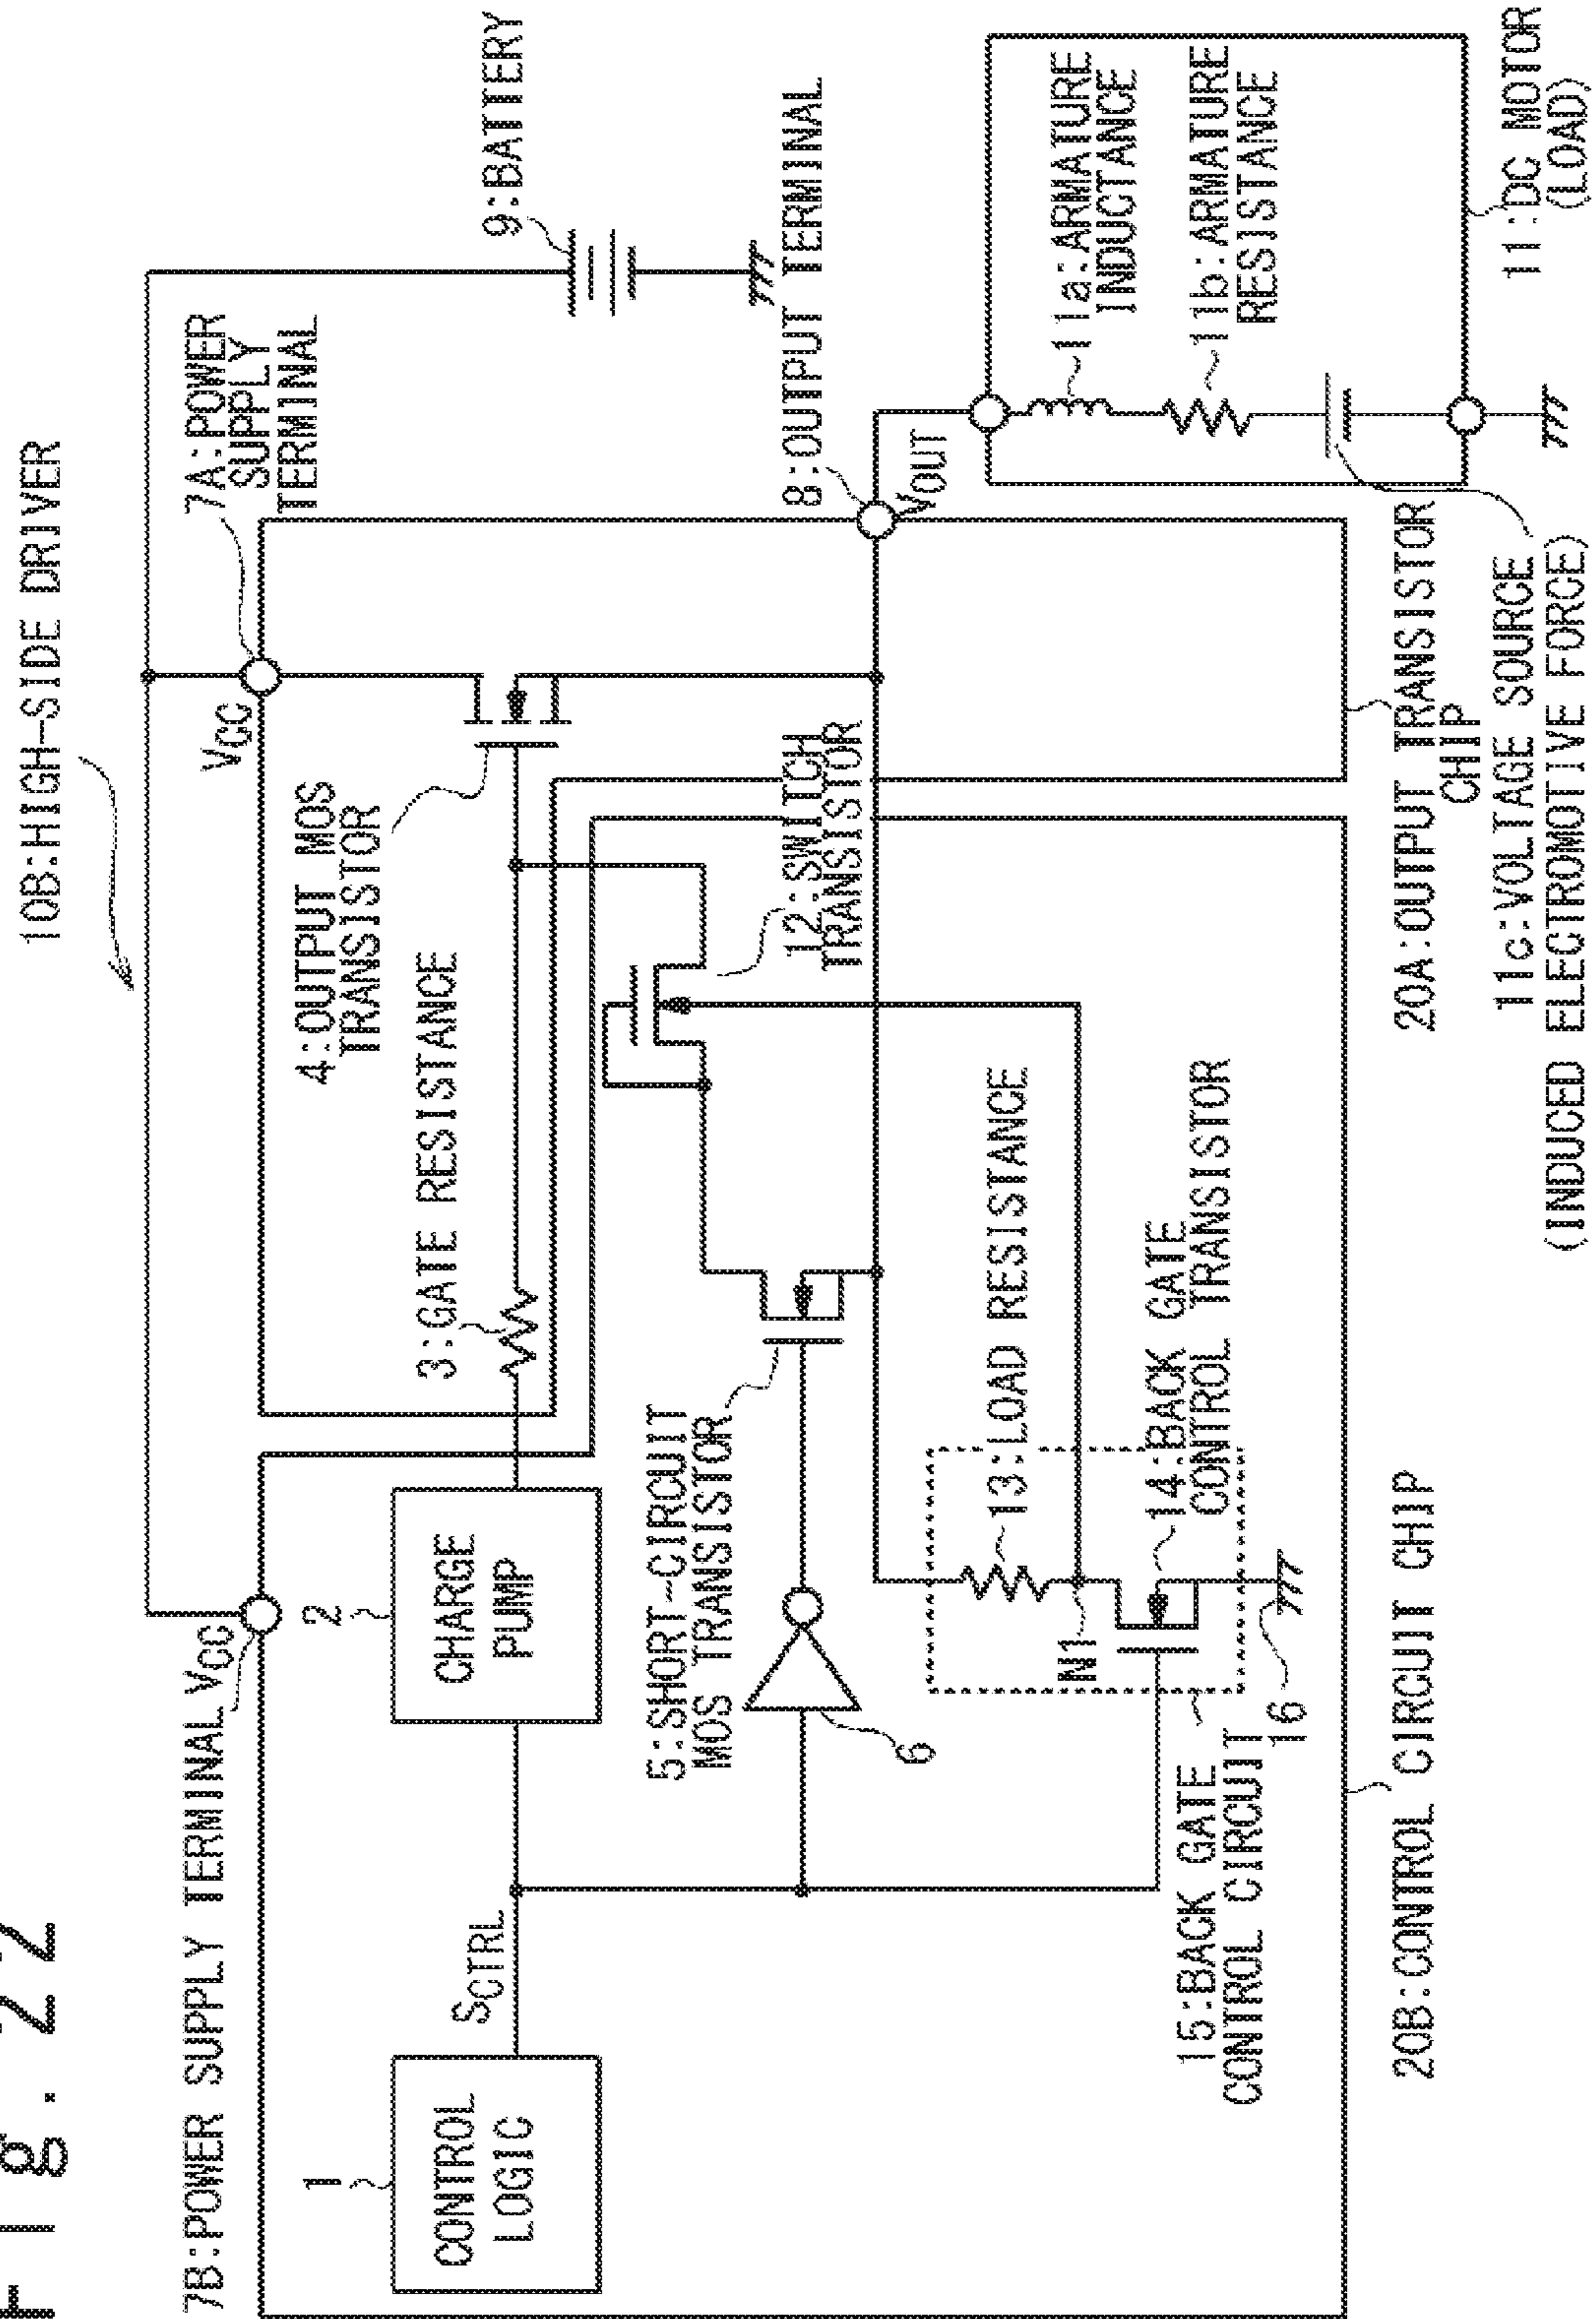 Fig. 22
10B:HIGH-SIDE DRIVER
7B:POWER SUPPLY TERMINAL
VCC
VCC
7A:POWER
SUPPLY
TERMINAL
9:BATTERY
1
CONTROL
LOGIC
SCTRL
2
CHARGE
PUMP
3:GATE RESISTANCE
4:OUTPUT MOS
TRANSISTOR
5:SHORT-CIRCUIT
MOS TRANSISTOR
6
12:SWITCH
TRANSISTOR
8:OUTPUT TERMINAL
VOUT
13:LOAD RESISTANCE
N1
14:BACK GATE
CONTROL TRANSISTOR
15:BACK GATE
CONTROL CIRCUIT
16
11a:ARMATURE
INDUCTANCE
11b:ARMATURE
RESISTANCE
20B:CONTROL CIRCUIT CHIP
20A:OUTPUT TRANSISTOR
CHIP
11c:VOLTAGE SOURCE
(INDUCED ELECTROMOTIVE FORCE)
11:DC MOTOR
(LOAD)